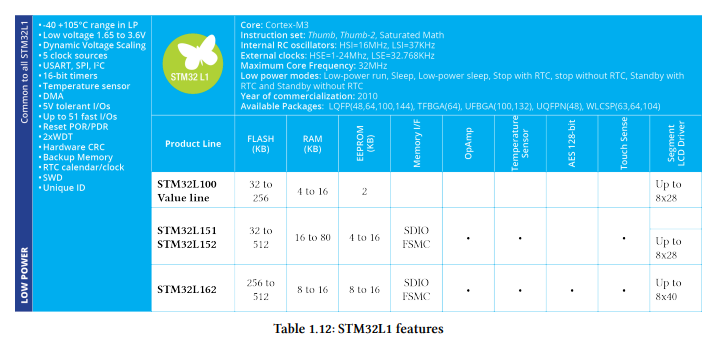 Common to all STM32L1
LOW POWER
• -40 +105°C range in LP
• Low voltage 1.65 to 3.6V
• Dynamic Voltage Scaling
• 5 clock sources
• USART, SPI, I²C
• 16-bit timers
• Temperature sensor
• DMA
• 5V tolerant I/Os
• Up to 51 fast I/Os
• Reset POR/PDR
• 2xWDT
• Hardware CRC
• Backup Memory
• RTC calendar/clock
• SWD
• Unique ID
STM32 L1
Core: Cortex-M3
Instruction set: Thumb, Thumb-2, Saturated Math
Internal RC oscillators: HSI=16MHz, LSI=37KHz
External clocks: HSE=1-24Mhz, LSE=32.768KHz
Maximum Core Frequency: 32MHz
Low power modes: Low-power run, Sleep, Low-power sleep, Stop with RTC, stop without RTC, Standby with
RTC and Standby without RTC
Year of commercialization: 2010
Available Packages: LQFP(48,64,100,144), TFBGA(64), UFBGA(100,132), UQFPN(48), WLCSP(63,64,104)
Product Line
FLASH
(KB)
RAM
(KB)
EEPROM
(KB)
Memory I/F
OpAmp
Temperature
Sensor
AES 128-bit
Touch Sense
Segment
LCD Driver
STM32L100
Value line
32 to
256
4 to 16
2
Up to
8x28
STM32L151
STM32L152
32 to
512
16 to 80
4 to 16
SDIO
FSMC
•
•
•
Up to
8x28
STM32L162
256 to
512
8 to 16
8 to 16
SDIO
FSMC
•
•
•
•
Up to
8x40
Table 1.12: STM32L1 features